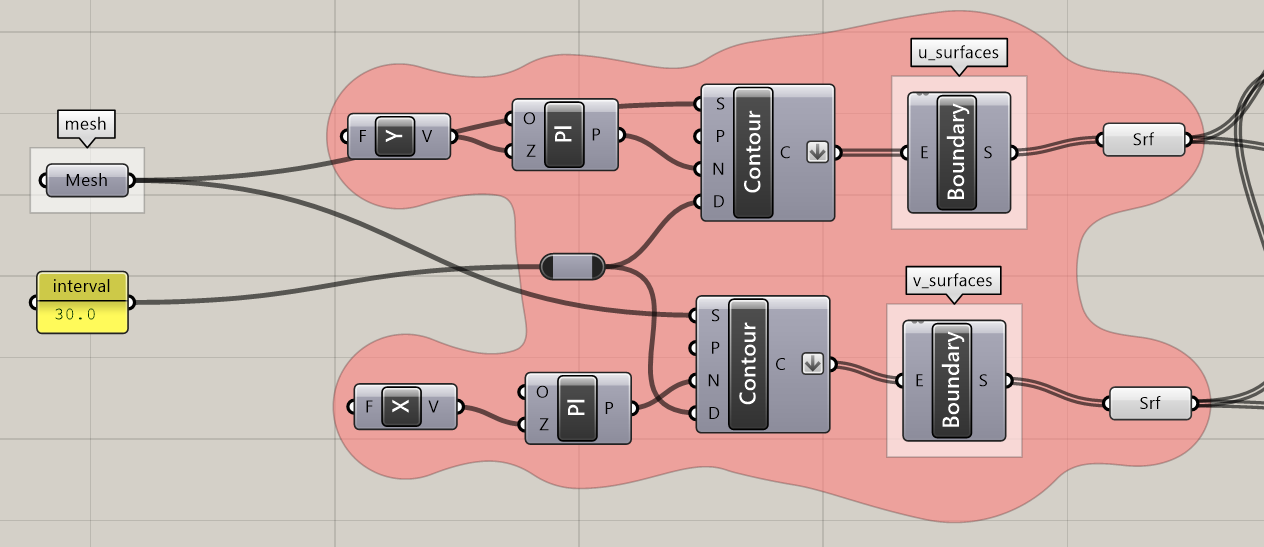 mesh
Mesh
interval
30.0
F Y V
O Z Pl P
S P N D Contour C
u_surfaces
E Boundary S
Srf
F X V
O Z Pl P
S P N D Contour C
v_surfaces
E Boundary S
Srf